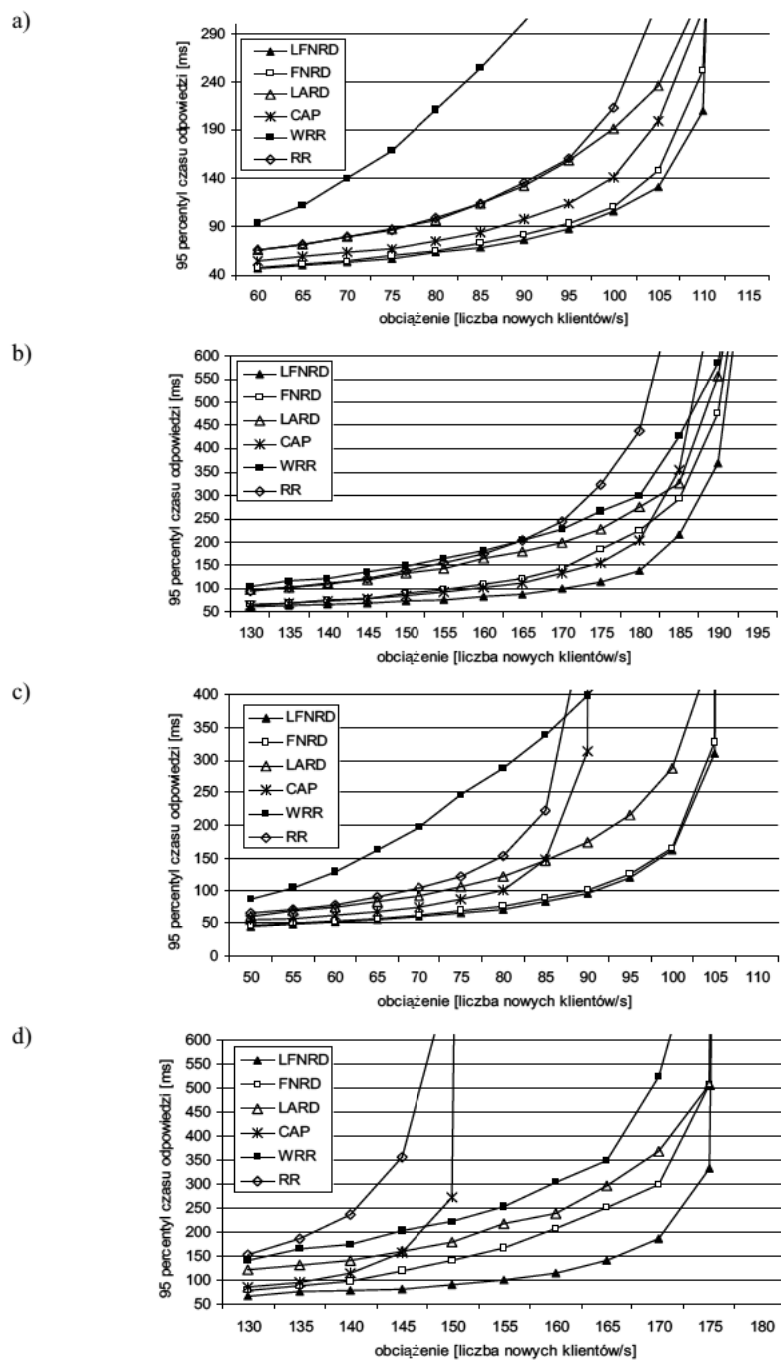 a)
95 percentyl czasu odpowiedzi [ms]
290
240
190
140
90
40
LFNRD
FNRD
LARD
CAP
WRR
RR
60 65 70 75 80 85 90 95 100 105 110 115
obciążenie [liczba nowych klientów/s]
b)
95 percentyl czasu odpowiedzi [ms]
600
550
500
450
400
350
300
250
200
150
100
50
LFNRD
FNRD
LARD
CAP
WRR
RR
130 135 140 145 150 155 160 165 170 175 180 185 190 195
obciążenie [liczba nowych klientów/s]
c)
95 percentyl czasu odpowiedzi [ms]
400
350
300
250
200
150
100
50
0
LFNRD
FNRD
LARD
CAP
WRR
RR
50 55 60 65 70 75 80 85 90 95 100 105 110
obciążenie [liczba nowych klientów/s]
d)
95 percentyl czasu odpowiedzi [ms]
600
550
500
450
400
350
300
250
200
150
100
50
LFNRD
FNRD
LARD
CAP
WRR
RR
130 135 140 145 150 155 160 165 170 175 180
obciążenie [liczba nowych klientów/s]